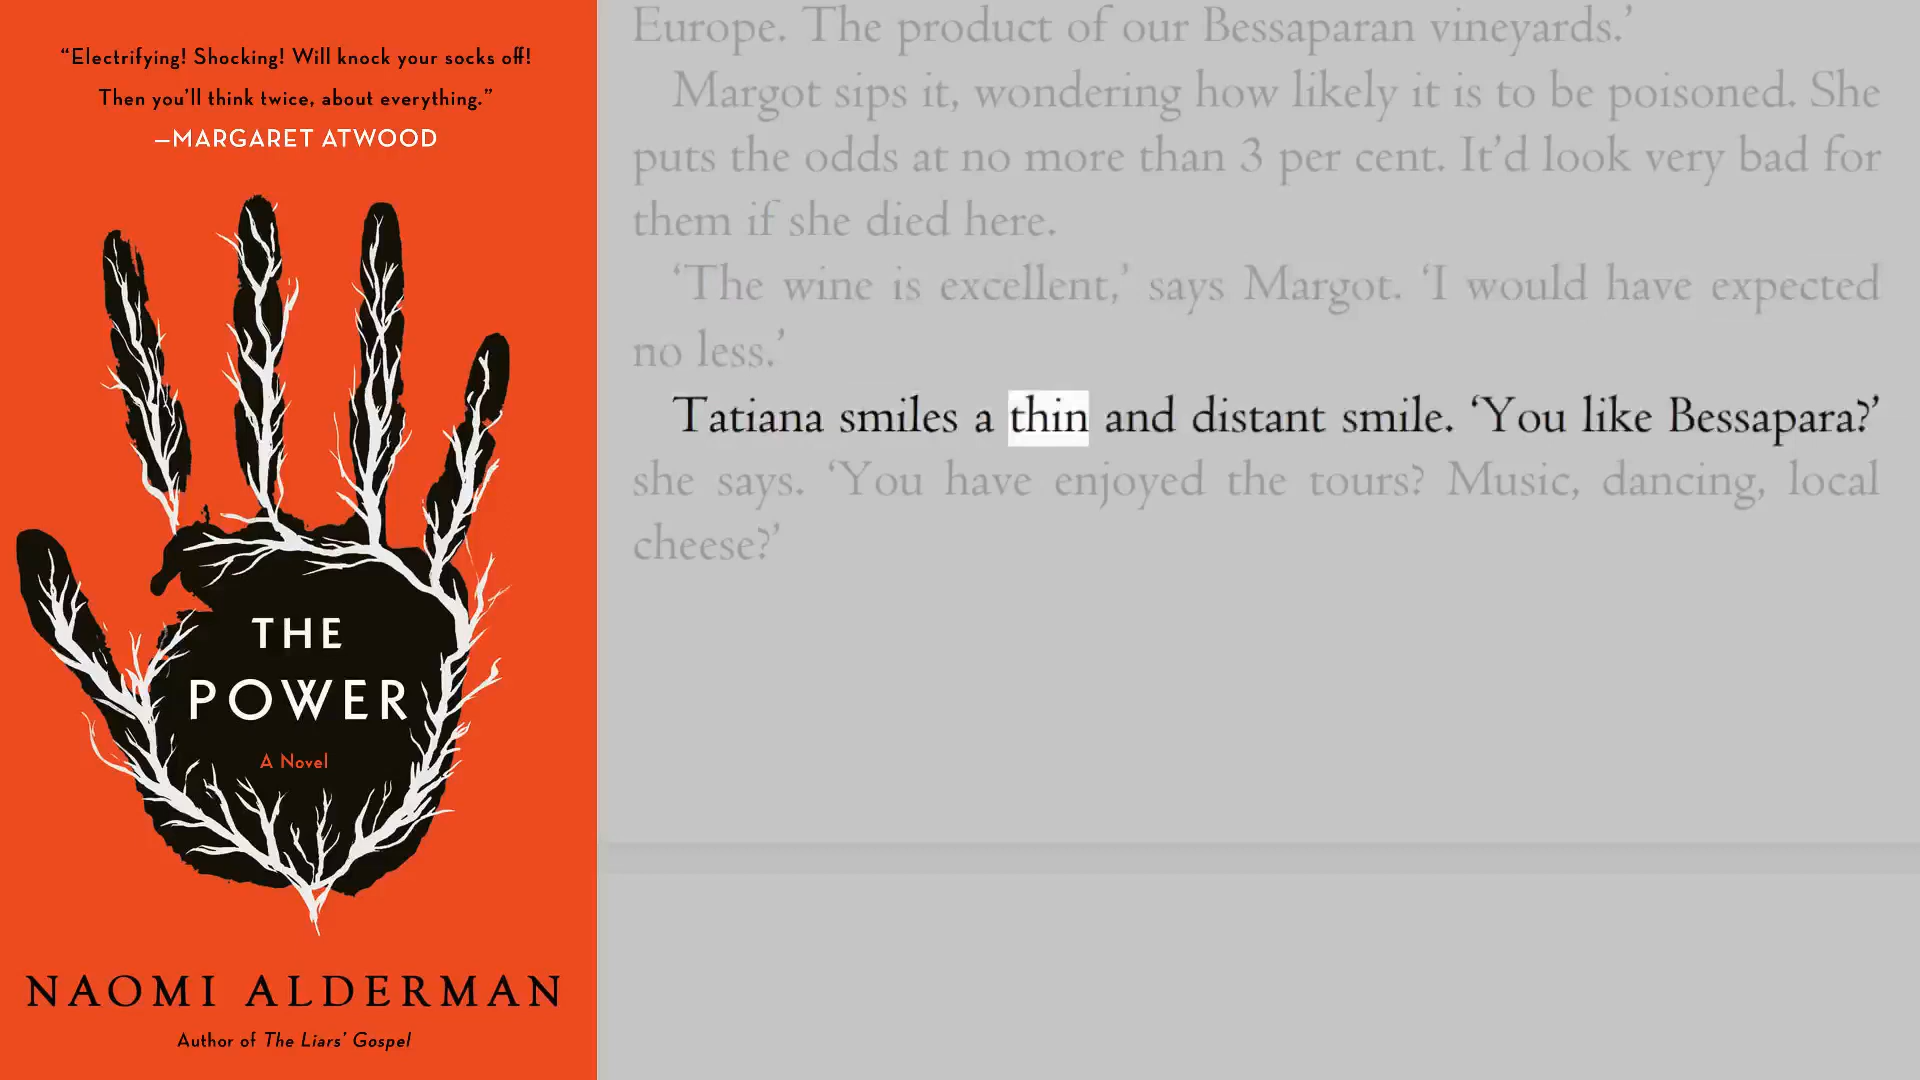 “Electrifying! Shocking! Will knock your socks off!
Then you’ll think twice, about everything.”
—MARGARET ATWOOD
THE
POWER
A Novel
NAOMI ALDERMAN
Author of The Liars’ Gospel
Europe. The product of our Bessaparan vineyards.’
Margot sips it, wondering how likely it is to be poisoned. She
puts the odds at no more than 3 per cent. It’d look very bad for
them if she died here.
‘The wine is excellent,’ says Margot. ‘I would have expected
no less.’
Tatiana smiles a thin and distant smile. ‘You like Bessapara?’
she says. ‘You have enjoyed the tours? Music, dancing, local
cheese?’